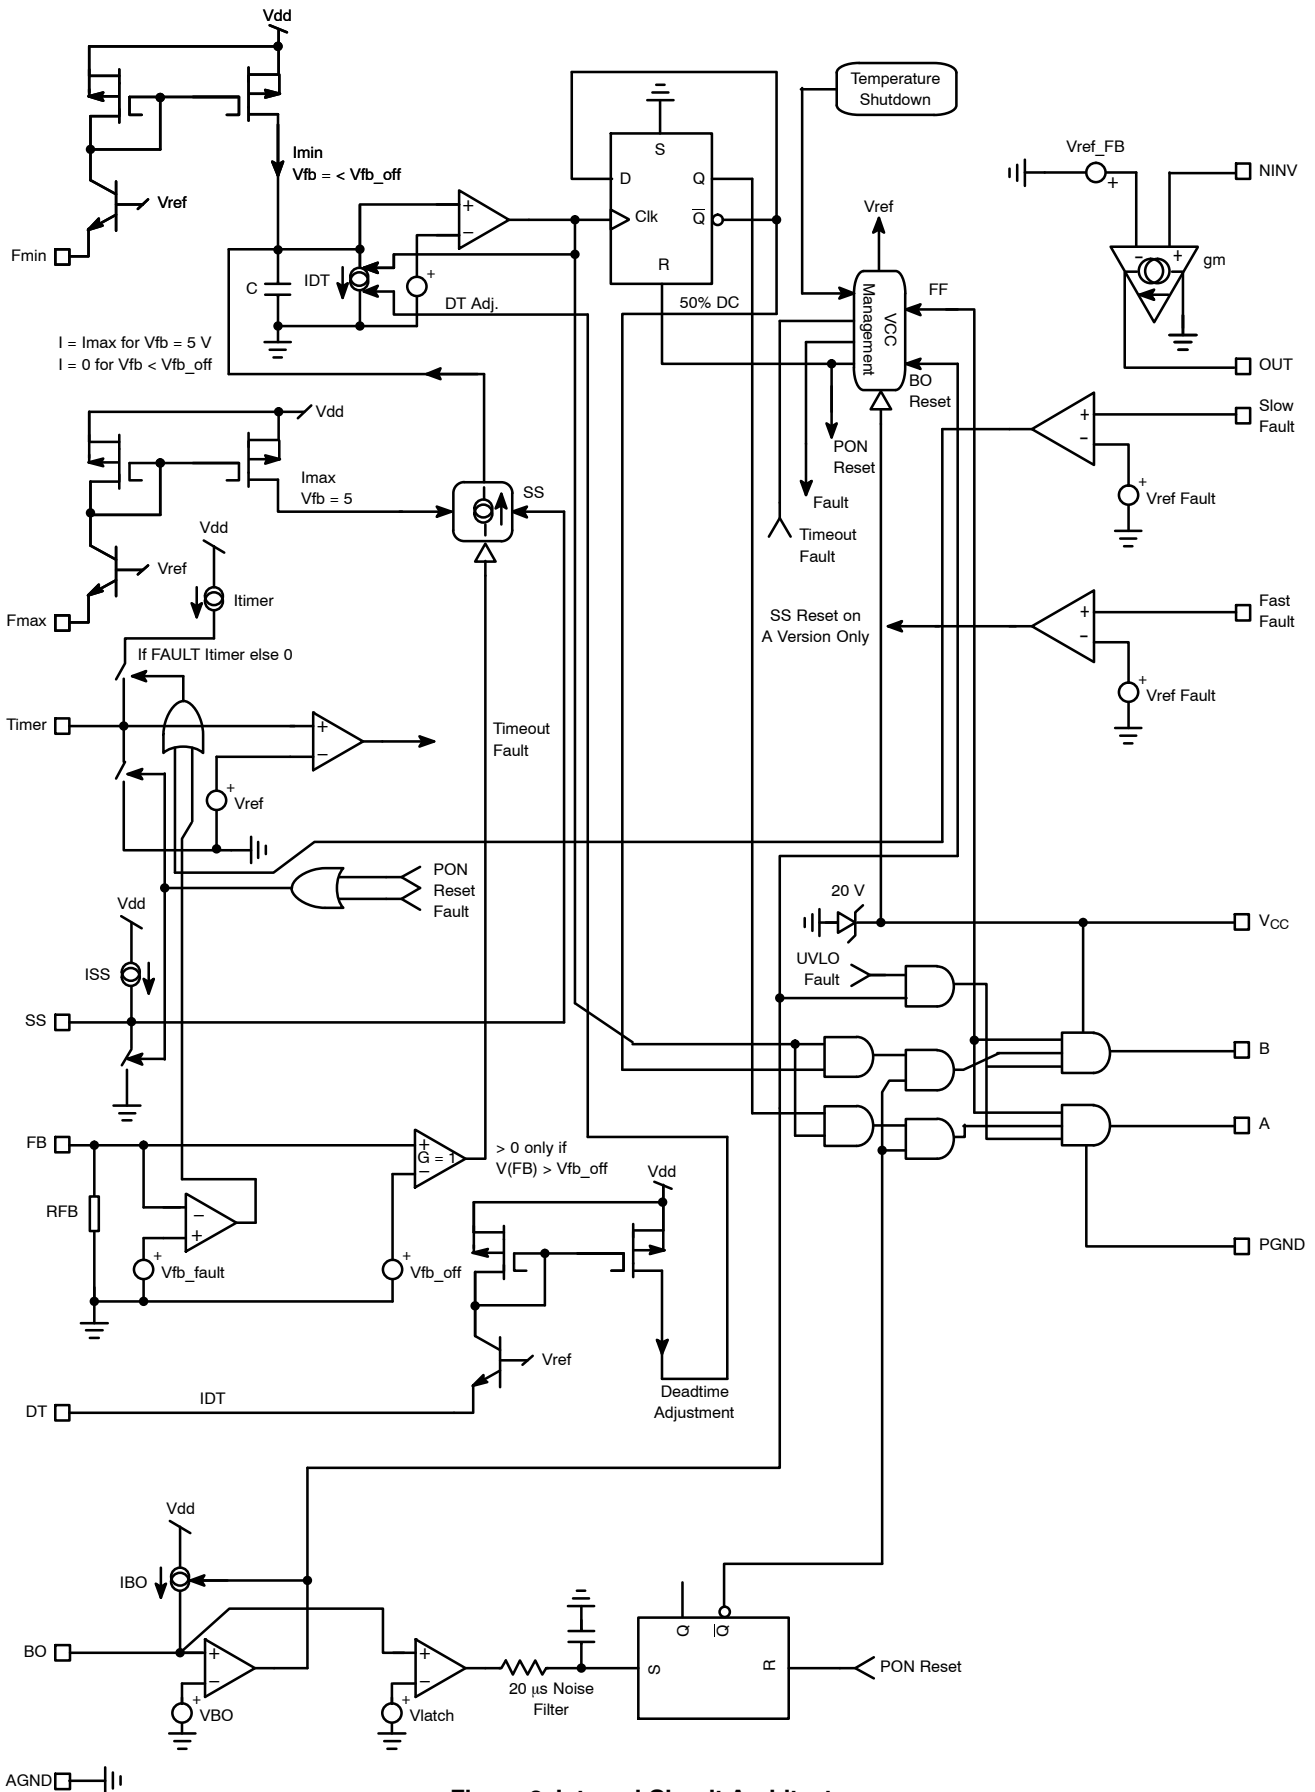 Vdd
Imin
Vfb = < Vfb_off
Vref
Fmin
C
IDT
+
−
+
DT Adj.
I = Imax for Vfb = 5 V
I = 0 for Vfb < Vfb_off
S
D
Q
Clk
Q
R
50% DC
Temperature
Shutdown
Vref
VCC
Management
FF
BO
Reset
PON
Reset
Fault
Timeout
Fault
Vref_FB
+
NINV
-
+
gm
OUT
Slow
Fault
+
-
+
Vref Fault
Vdd
Imax
Vfb = 5
SS
Vref
Fmax
Vdd
Itimer
If FAULT Itimer else 0
SS Reset on
A Version Only
Fast
Fault
+
-
+
Vref Fault
Timer
+
−
+
Vref
Timeout
Fault
PON
Reset
Fault
Vdd
ISS
SS
20 V
VCC
UVLO
Fault
B
A
PGND
FB
+
G = 1
−
> 0 only if
V(FB) > Vfb_off
RFB
−
+
+
Vfb_fault
+
Vfb_off
Vdd
Vref
DT
IDT
Deadtime
Adjustment
Vdd
IBO
BO
+
−
+
VBO
+
−
+
Vlatch
20 μs Noise
Filter
S
Q
Q
R
PON Reset
AGND